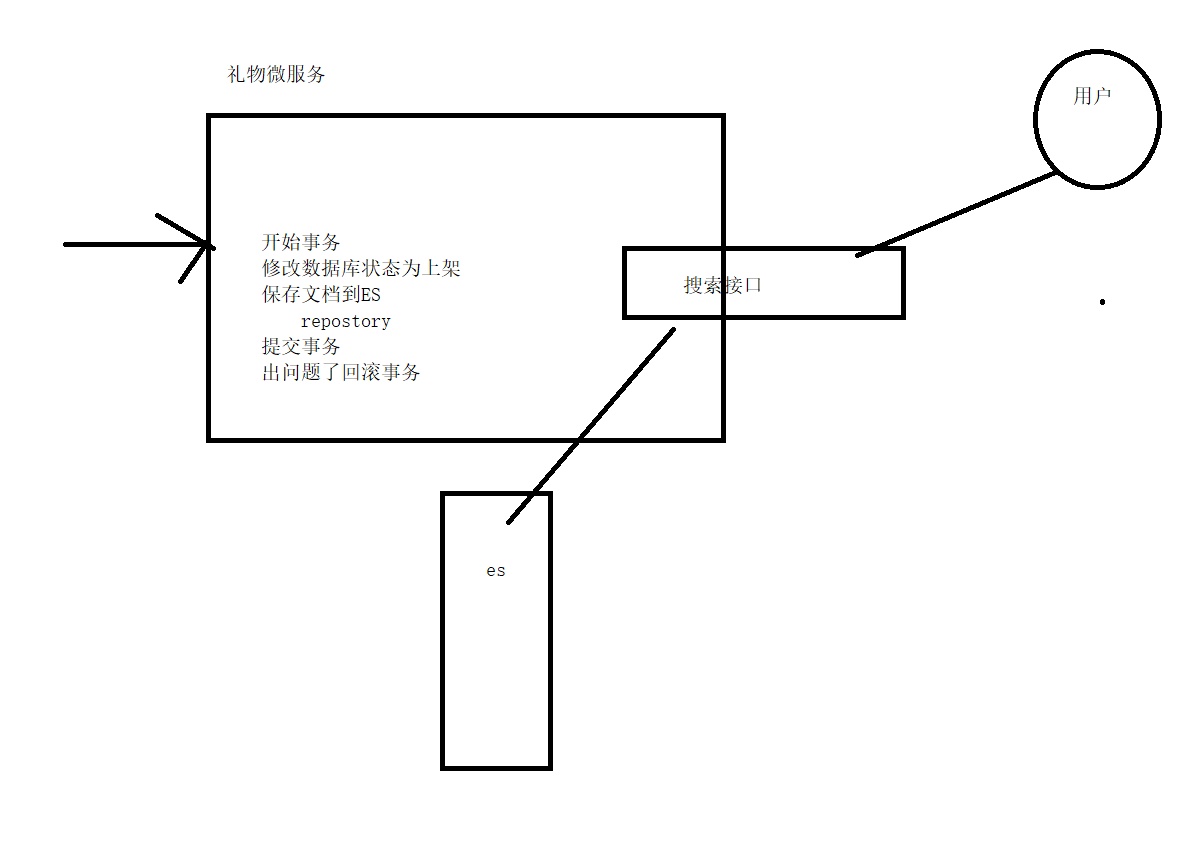 礼物微服务
用户
开始事务
修改数据库状态为上架
保存文档到ES
repostory
提交事务
出问题了回滚事务
搜索接口
es